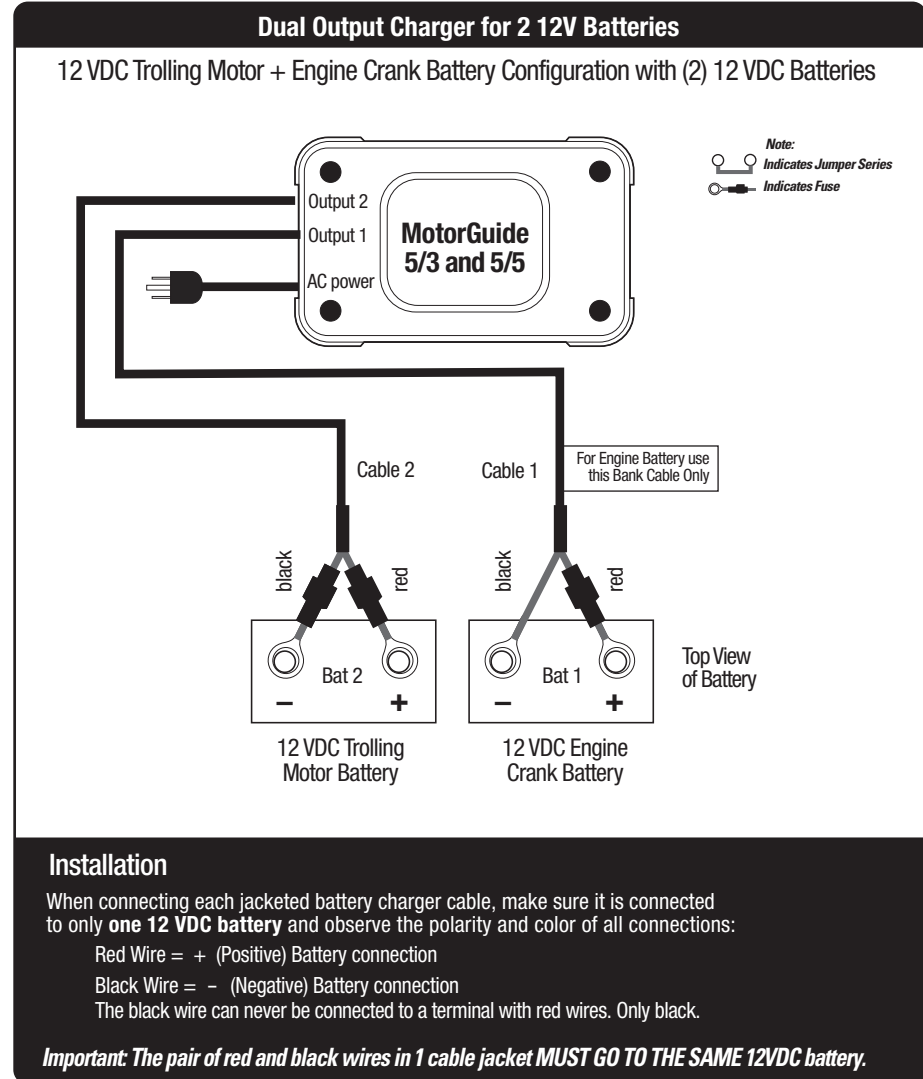 Dual Output Charger for 2 12V Batteries
12 VDC Trolling Motor + Engine Crank Battery Configuration with (2) 12 VDC Batteries
Note:
Indicates Jumper Series
Indicates Fuse
Output 2
Output 1
AC power
MotorGuide
5/3 and 5/5
Cable 2
Cable 1
For Engine Battery use
this Bank Cable Only
black
red
black
red
Bat 2
– +
Bat 1
– +
Top View
of Battery
12 VDC Trolling
Motor Battery
12 VDC Engine
Crank Battery
Installation
When connecting each jacketed battery charger cable, make sure it is connected
to only one 12 VDC battery and observe the polarity and color of all connections:
Red Wire = + (Positive) Battery connection
Black Wire = – (Negative) Battery connection
The black wire can never be connected to a terminal with red wires. Only black.
Important: The pair of red and black wires in 1 cable jacket MUST GO TO THE SAME 12VDC battery.